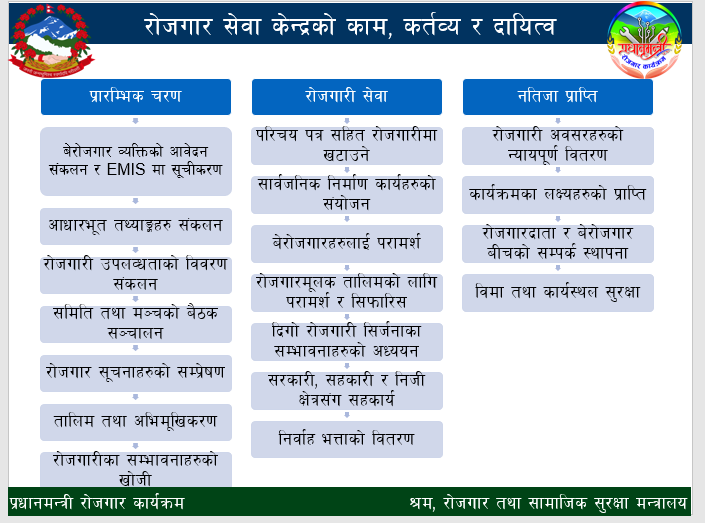 रोजगार सेवा केन्द्रको काम, कर्तव्य र दायित्व
प्रधानमन्त्री
रोजगार कार्यक्रम
प्रारम्भिक चरण
बेरोजगार व्यक्तिको आवेदन
संकलन र EMIS मा सूचीकरण
आधारभूत तथ्याङ्कहरु संकलन
रोजगारी उपलब्धताको विवरण
संकलन
समिति तथा मञ्चको बैठक
सञ्चालन
रोजगार सूचनाहरुको सम्प्रेषण
तालिम तथा अभिमूखिकरण
रोजगारीका सम्भावनाहरुको
खोजी
रोजगारी सेवा
परिचय पत्र सहित रोजगारीमा
खटाउने
सार्वजनिक निर्माण कार्यहरुको
संयोजन
बेरोजगारहरुलाई परामर्श
रोजगारमूलक तालिमको लागि
परामर्श र सिफारिस
दिगो रोजगारी सिर्जनाका
सम्भावनाहरुको अध्ययन
सरकारी, सहकारी र निजी
क्षेत्रसंग सहकार्य
निर्वाह भत्ताको वितरण
नतिजा प्राप्ति
रोजगारी अवसरहरुको
न्यायपूर्ण वितरण
कार्यक्रमका लक्ष्यहरुको प्राप्ति
रोजगारदाता र बेरोजगार
बीचको सम्पर्क स्थापना
विमा तथा कार्यस्थल सुरक्षा
प्रधानमन्त्री रोजगार कार्यक्रम
श्रम, रोजगार तथा सामाजिक सुरक्षा मन्त्रालय